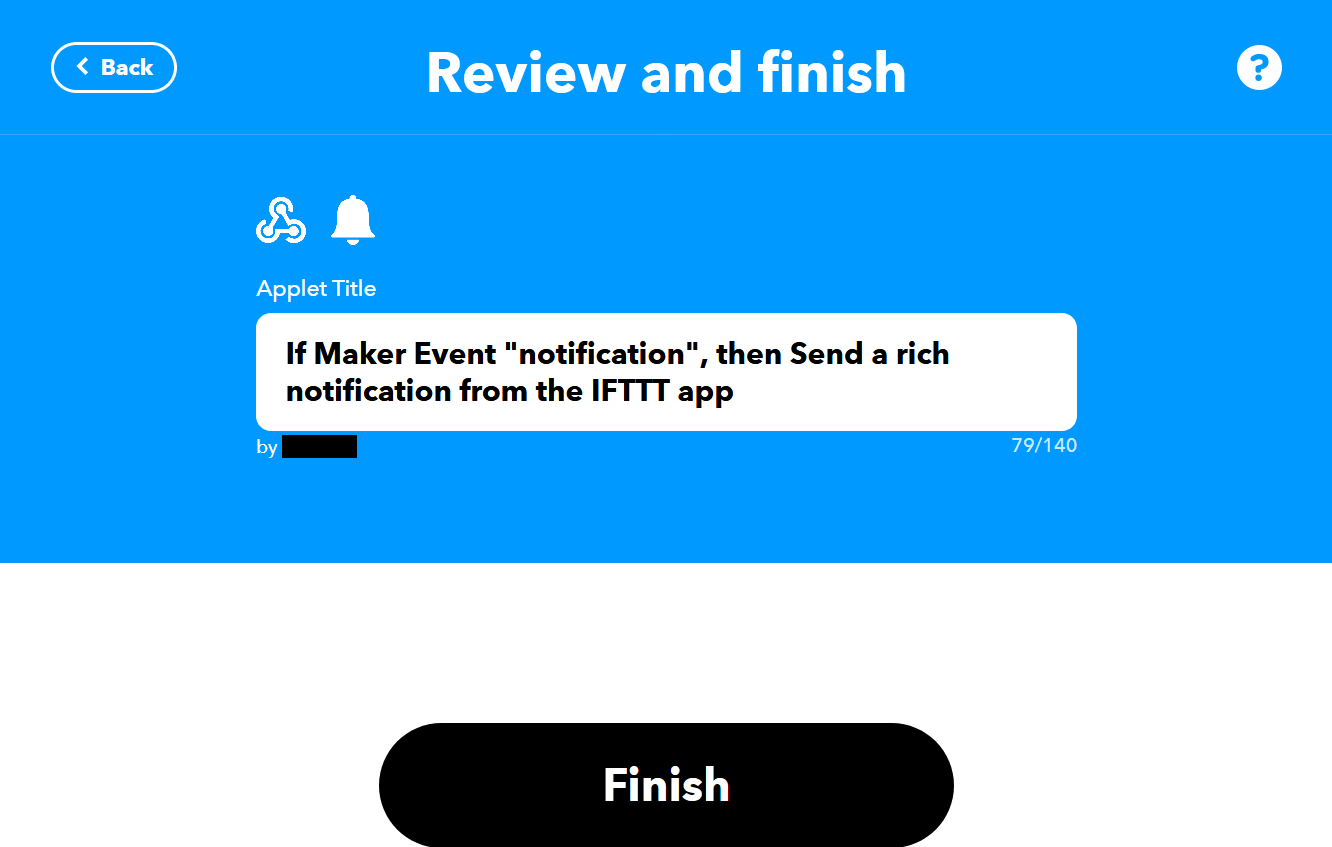 Back
Review and finish
?
Applet Title
If Maker Event "notification", then Send a rich
notification from the IFTTT app
by
79/140
Finish